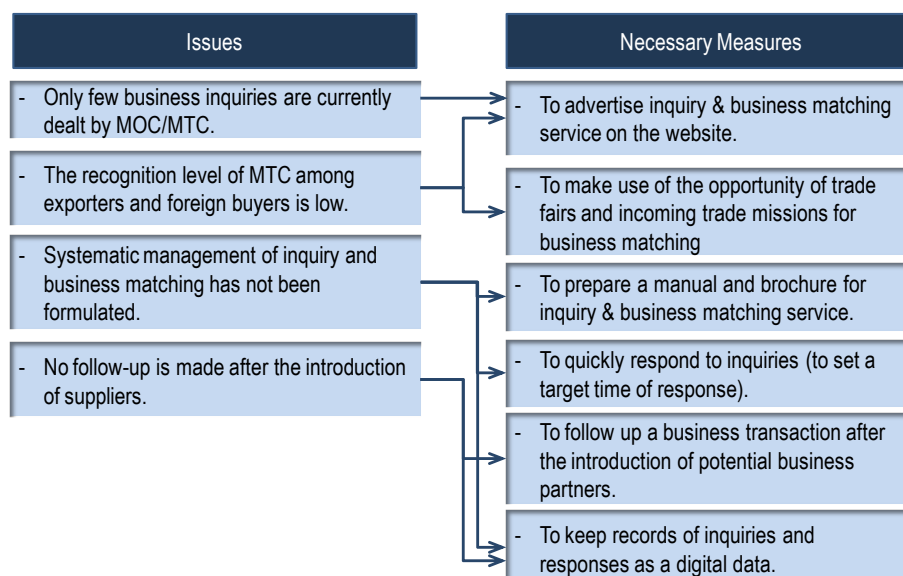 Issues
- Only few business inquiries are currently
dealt by MOC/MTC.
- The recognition level of MTC among
exporters and foreign buyers is low.
- Systematic management of inquiry and
business matching has not been
formulated.
- No follow-up is made after the introduction
of suppliers.
Necessary Measures
- To advertise inquiry & business matching
service on the website.
- To make use of the opportunity of trade
fairs and incoming trade missions for
business matching
- To prepare a manual and brochure for
inquiry & business matching service.
- To quickly respond to inquiries (to set a
target time of response).
- To follow up a business transaction after
the introduction of potential business
partners.
- To keep records of inquiries and
responses as a digital data.